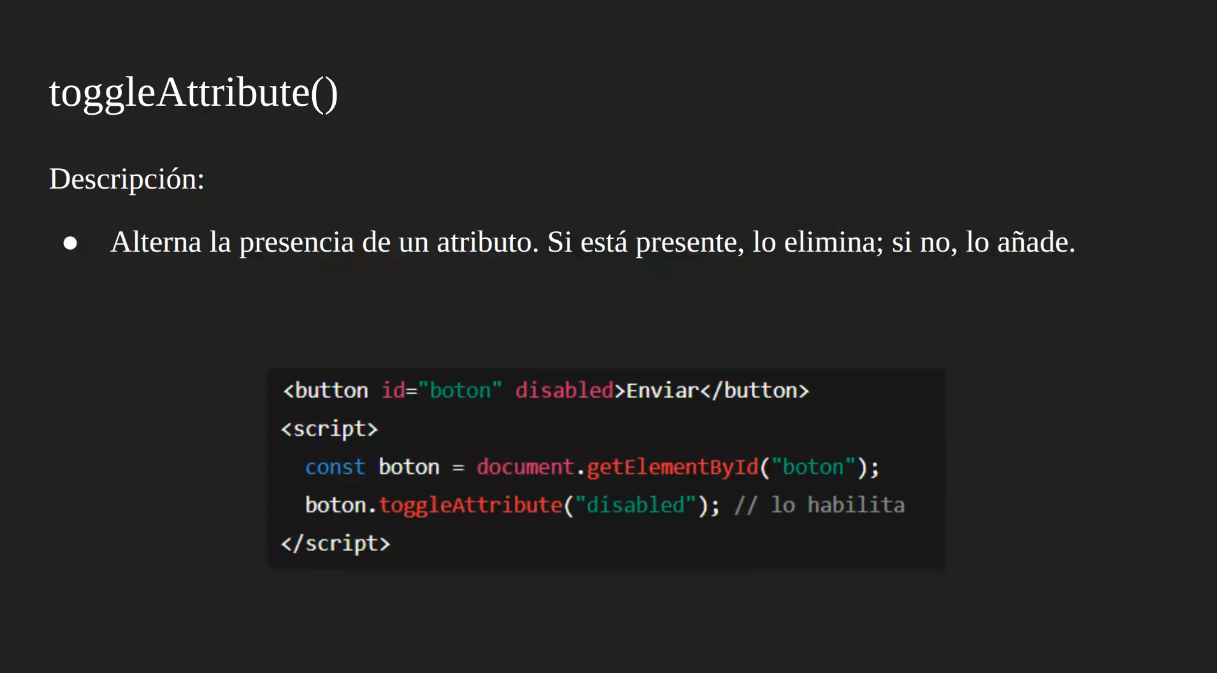 toggleAttribute()
Descripción:
● Alterna la presencia de un atributo. Si está presente, lo elimina; si no, lo añade.
<button id="boton" disabled>Enviar</button>
<script>
  const boton = document.getElementById("boton");
  boton.toggleAttribute("disabled"); // lo habilita
</script>